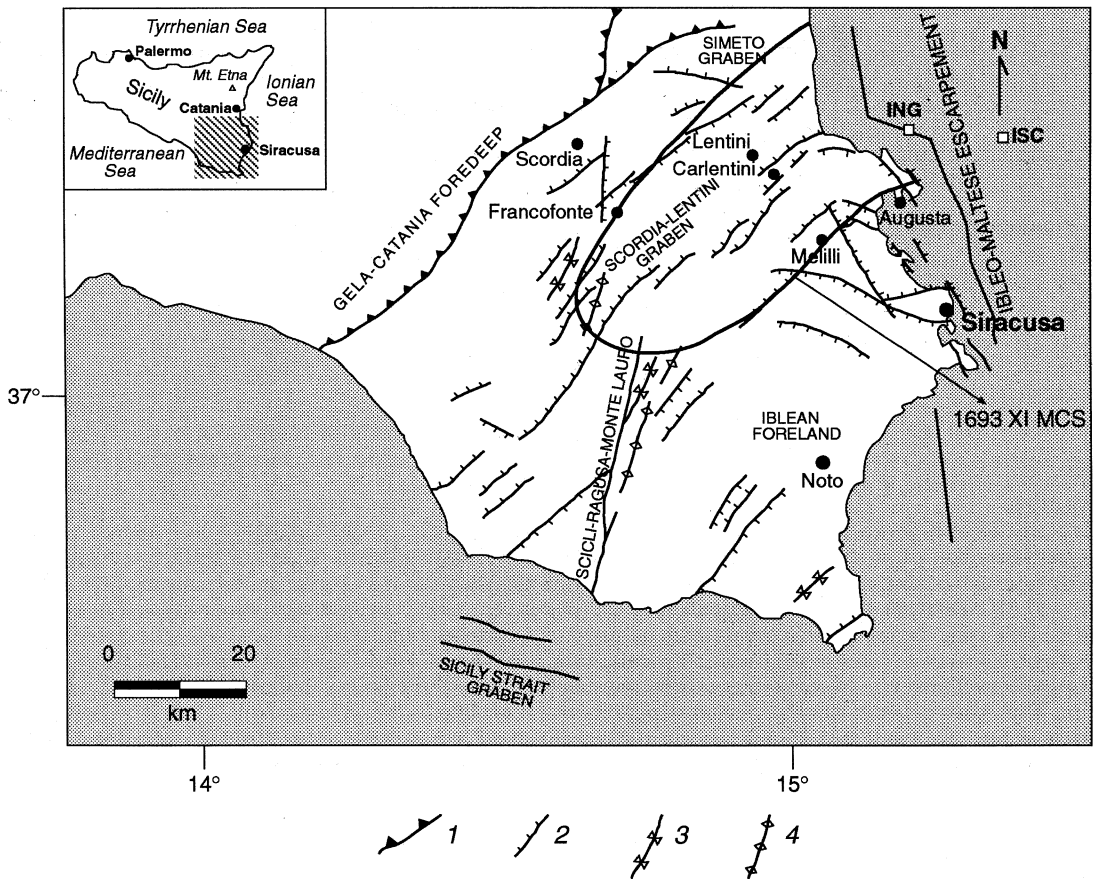 Tyrrhenian Sea
Palermo
Mt. Etna
Sicily
Ionian
Sea
Catania
Mediterranean
Sea
Siracusa
SIMETO
GRABEN
N
ING
ISC
IBLEO-MALTESE ESCARPEMENT
Lentini
Scordia
Carlentini
GELA-CATANIA FOREDEEP
Francofonte
SCORDIA-LENTINI
GRABEN
Augusta
Melilli
Siracusa
37°
SCICLI-RAGUSA-MONTE LAURO
1693 XI MCS
IBLEAN
FORELAND
Noto
0 20
km
SICILY STRAIT
GRABEN
14° 15°
1 2 3 4